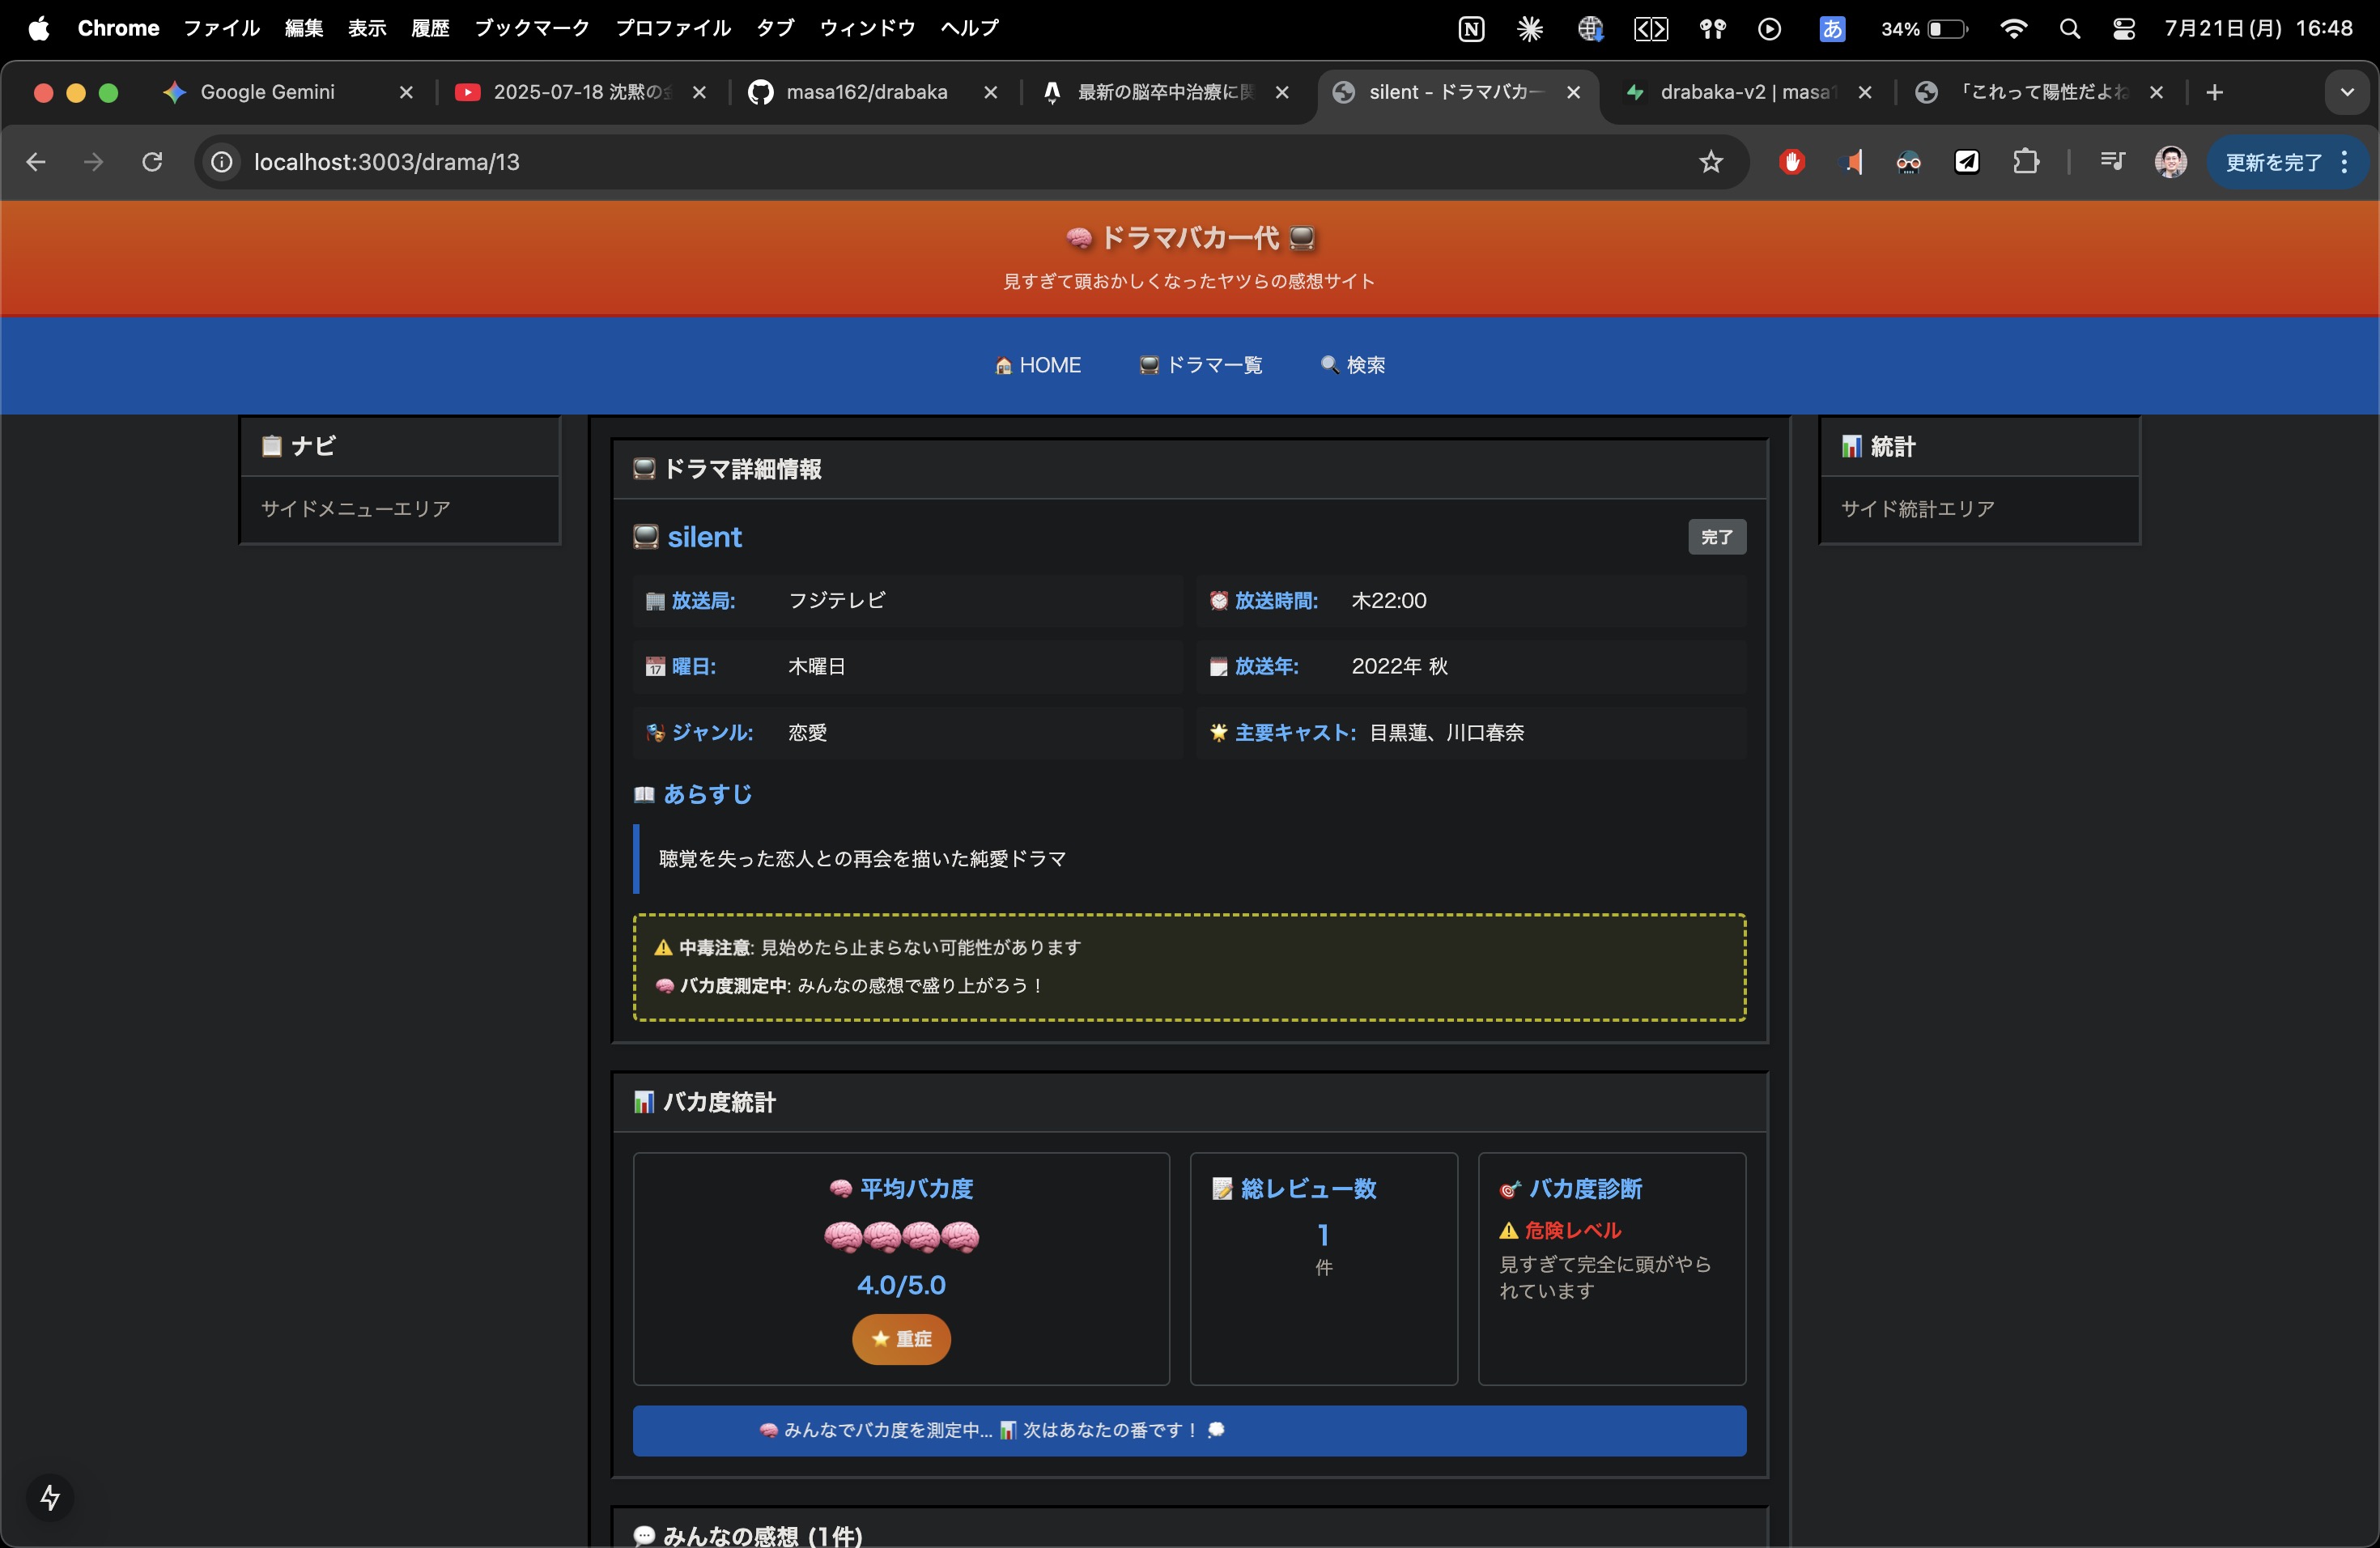 Chrome ファイル 編集 表示 履歴 ブックマーク プロファイル タブ ウィンドウ ヘルプ あ 34% 7月21日(月) 16:48
Google Gemini 2025-07-18 沈黙の masa162/drabaka 最新の脳卒中治療に関 silent - ドラマバカ一 drabaka-v2 | masa1 「これって陽性だよね
localhost:3003/drama/13 更新を完了
🧠 ドラマバカ一代 📺
見すぎて頭おかしくなったヤツらの感想サイト
🏠 HOME 📺 ドラマ一覧 🔍 検索
📋 ナビ
サイドメニューエリア
📺 ドラマ詳細情報
📺 silent 完了
🏢 放送局: フジテレビ ⏰ 放送時間: 木22:00
📅 曜日: 木曜日 🗓 放送年: 2022年 秋
🎭 ジャンル: 恋愛 🌟 主要キャスト: 目黒蓮、川口春奈
📖 あらすじ
聴覚を失った恋人との再会を描いた純愛ドラマ
⚠️ 中毒注意: 見始めたら止まらない可能性があります
🧠 バカ度測定中: みんなの感想で盛り上がろう！
📊 バカ度統計
🧠 平均バカ度
🧠🧠🧠🧠
4.0/5.0
⭐ 重症
📝 総レビュー数
1
件
🎯 バカ度診断
⚠️ 危険レベル
見すぎて完全に頭がやら
れています
🧠 みんなでバカ度を測定中... 📊 次はあなたの番です！ 💭
💬 みんなの感想 (1件)
📊 統計
サイド統計エリア